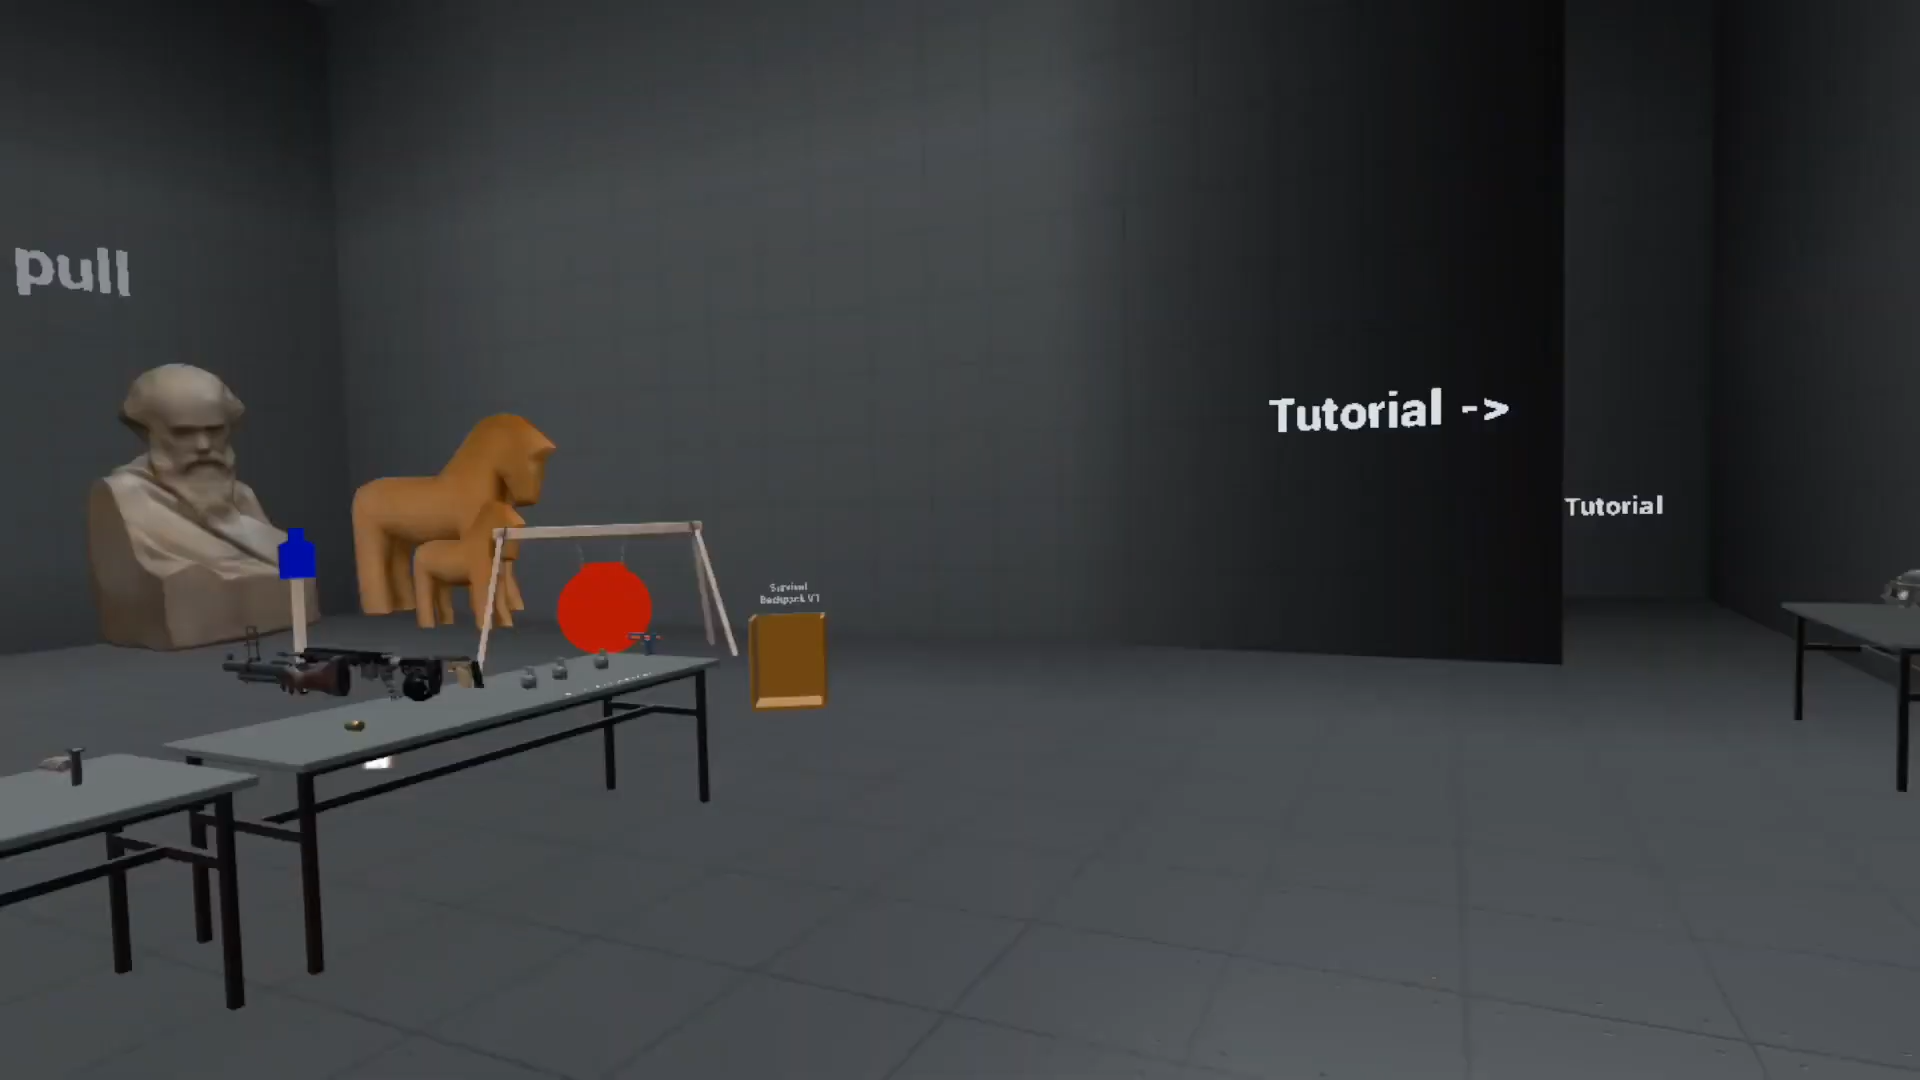 pull
Tutorial ->
Tutorial
Survival
Backpack V1